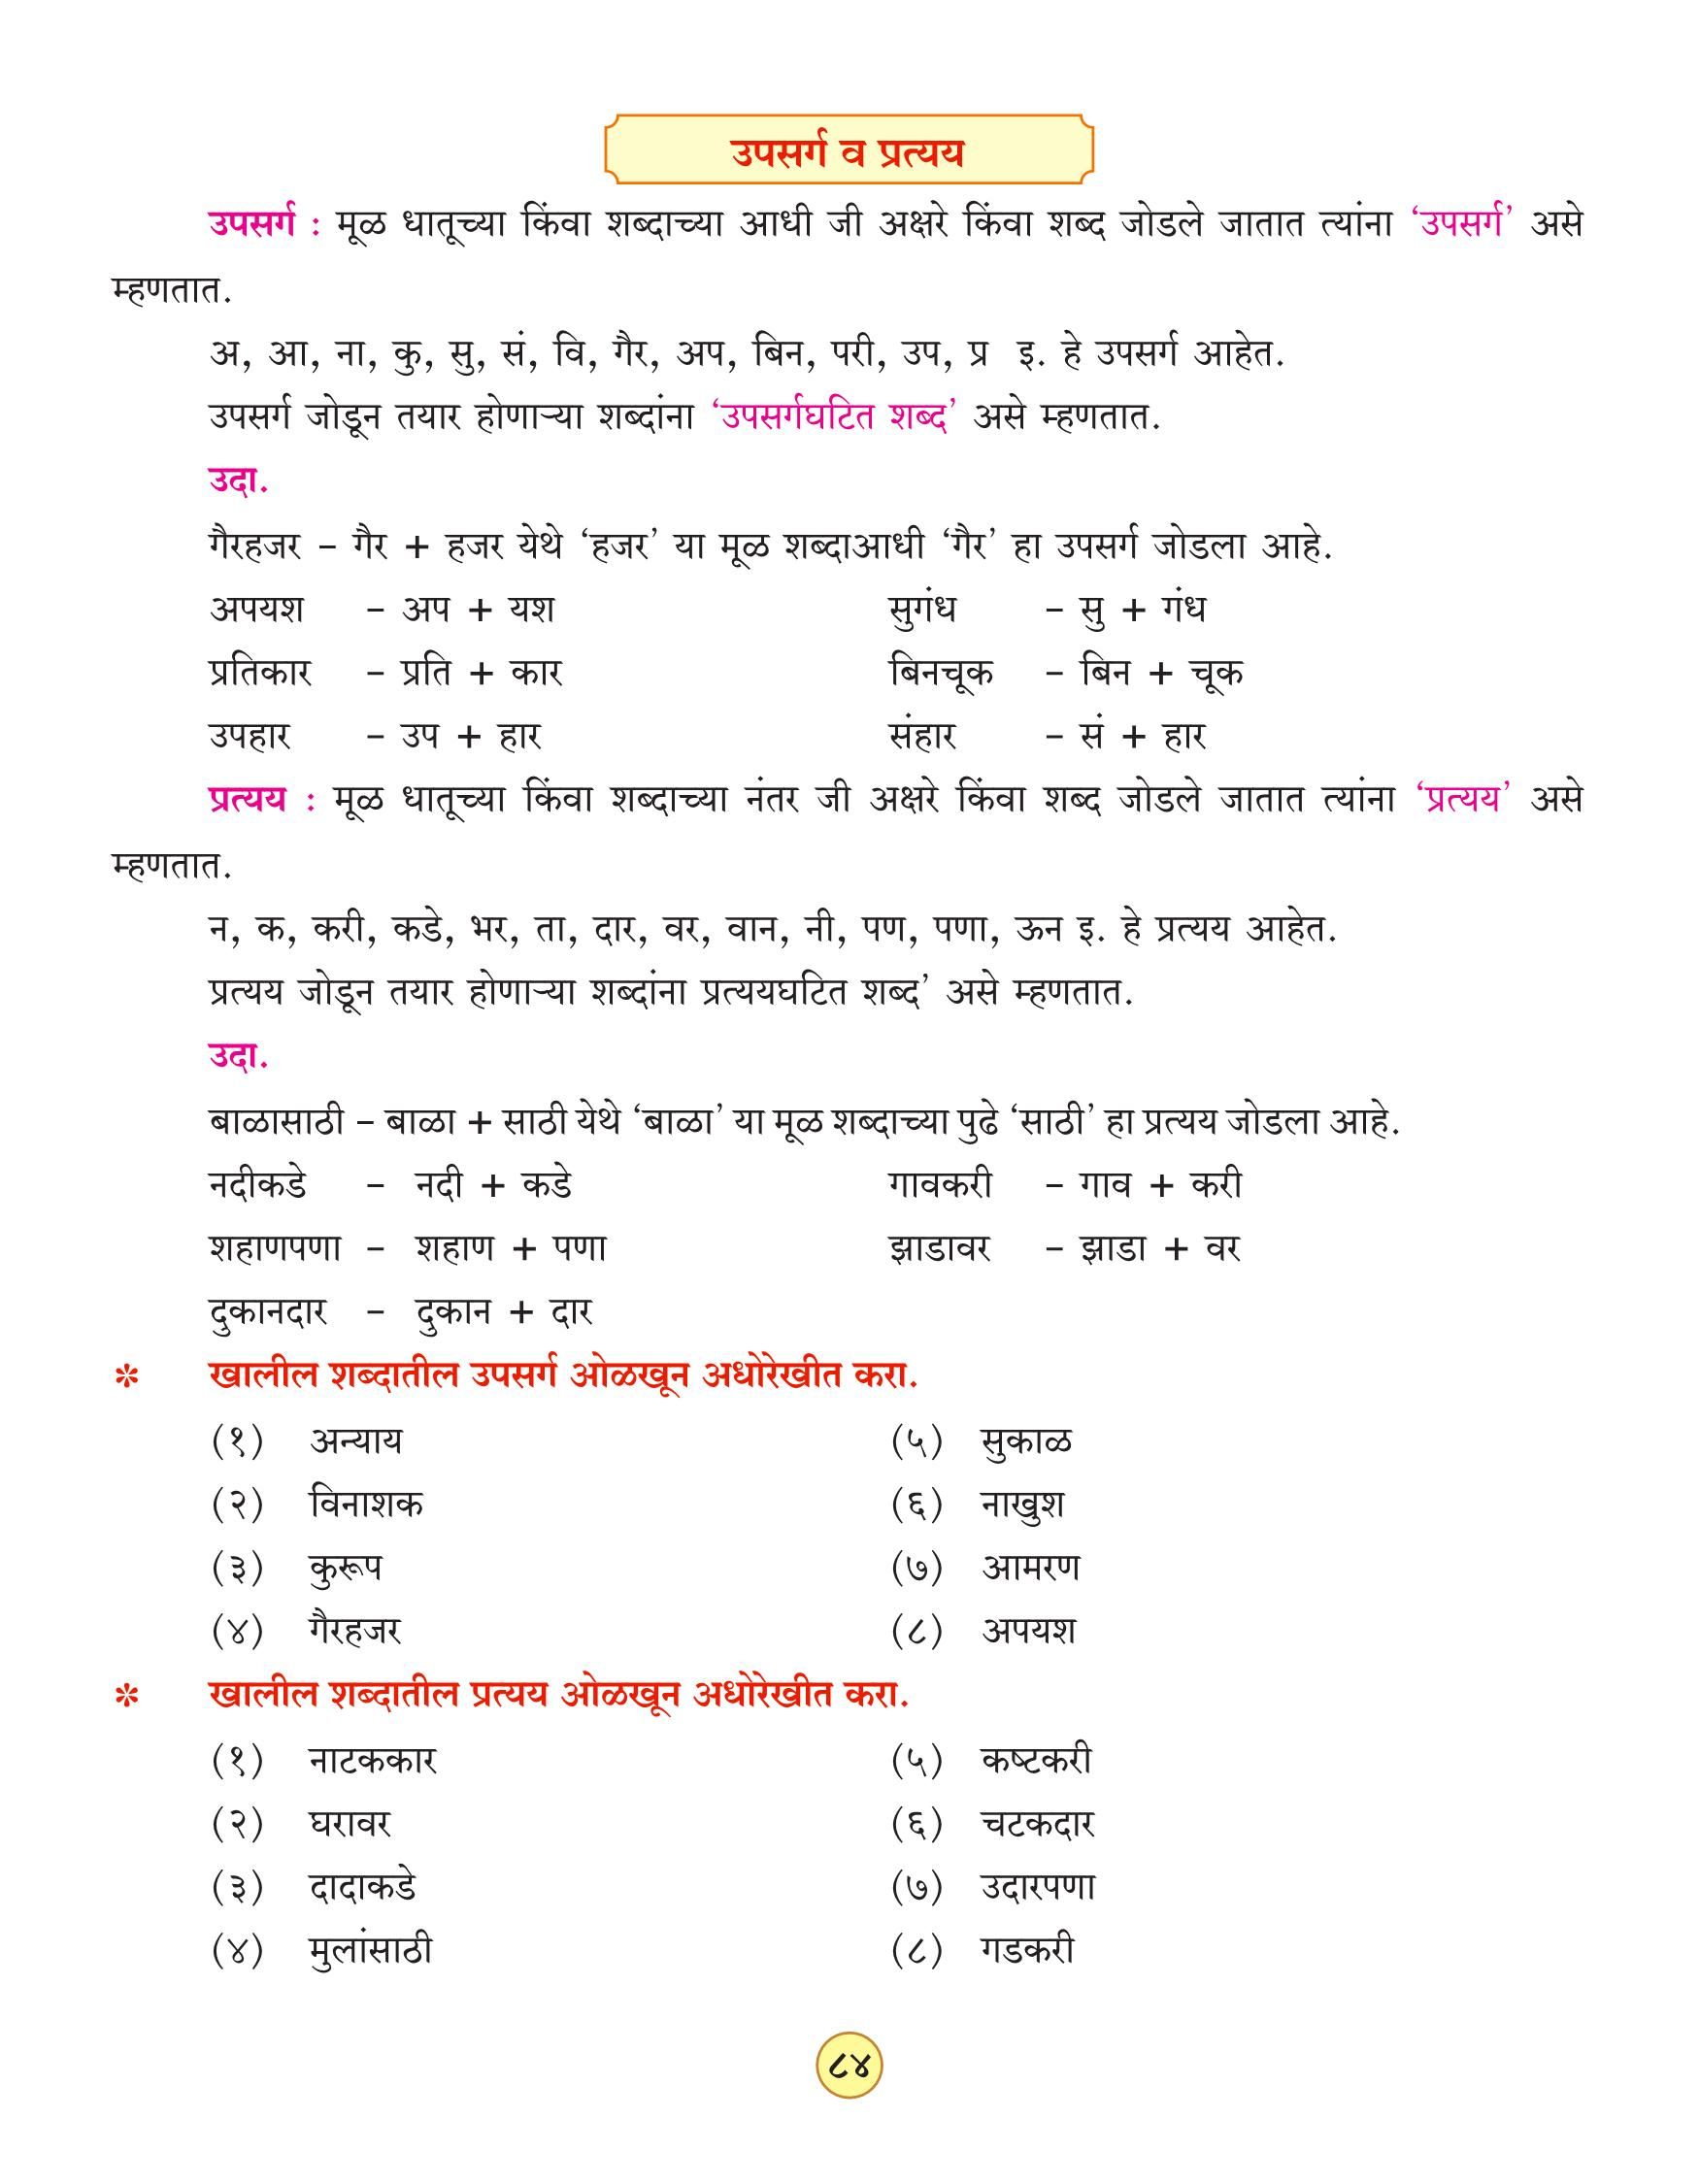 उपसर्ग व प्रत्यय
उपसर्ग : मूळ धातूच्या किंवा शब्दाच्या आधी जी अक्षरे किंवा शब्द जोडले जातात त्यांना ‘उपसर्ग’ असे
म्हणतात.
अ, आ, ना, कु, सु, सं, वि, गैर, अप, बिन, परी, उप, प्र इ. हे उपसर्ग आहेत.
उपसर्ग जोडून तयार होणाऱ्या शब्दांना ‘उपसर्गघटित शब्द’ असे म्हणतात.
उदा.
गैरहजर – गैर + हजर येथे ‘हजर’ या मूळ शब्दाआधी ‘गैर’ हा उपसर्ग जोडला आहे.
अपयश – अप + यश सुगंध – सु + गंध
प्रतिकार – प्रति + कार बिनचूक – बिन + चूक
उपहार – उप + हार संहार – सं + हार
प्रत्यय : मूळ धातूच्या किंवा शब्दाच्या नंतर जी अक्षरे किंवा शब्द जोडले जातात त्यांना ‘प्रत्यय’ असे
म्हणतात.
न, क, करी, कडे, भर, ता, दार, वर, वान, नी, पण, पणा, ऊन इ. हे प्रत्यय आहेत.
प्रत्यय जोडून तयार होणाऱ्या शब्दांना प्रत्ययघटित शब्द’ असे म्हणतात.
उदा.
बाळासाठी – बाळा + साठी येथे ‘बाळा’ या मूळ शब्दाच्या पुढे ‘साठी’ हा प्रत्यय जोडला आहे.
नदीकडे – नदी + कडे गावकरी – गाव + करी
शहाणपणा – शहाण + पणा झाडावर – झाडा + वर
दुकानदार – दुकान + दार
✽ खालील शब्दातील उपसर्ग ओळखून अधोरेखीत करा.
(१) अन्याय (५) सुकाळ
(२) विनाशक (६) नाखुश
(३) कुरूप (७) आमरण
(४) गैरहजर (८) अपयश
✽ खालील शब्दातील प्रत्यय ओळखून अधोरेखीत करा.
(१) नाटककार (५) कष्टकरी
(२) घरावर (६) चटकदार
(३) दादाकडे (७) उदारपणा
(४) मुलांसाठी (८) गडकरी
८४